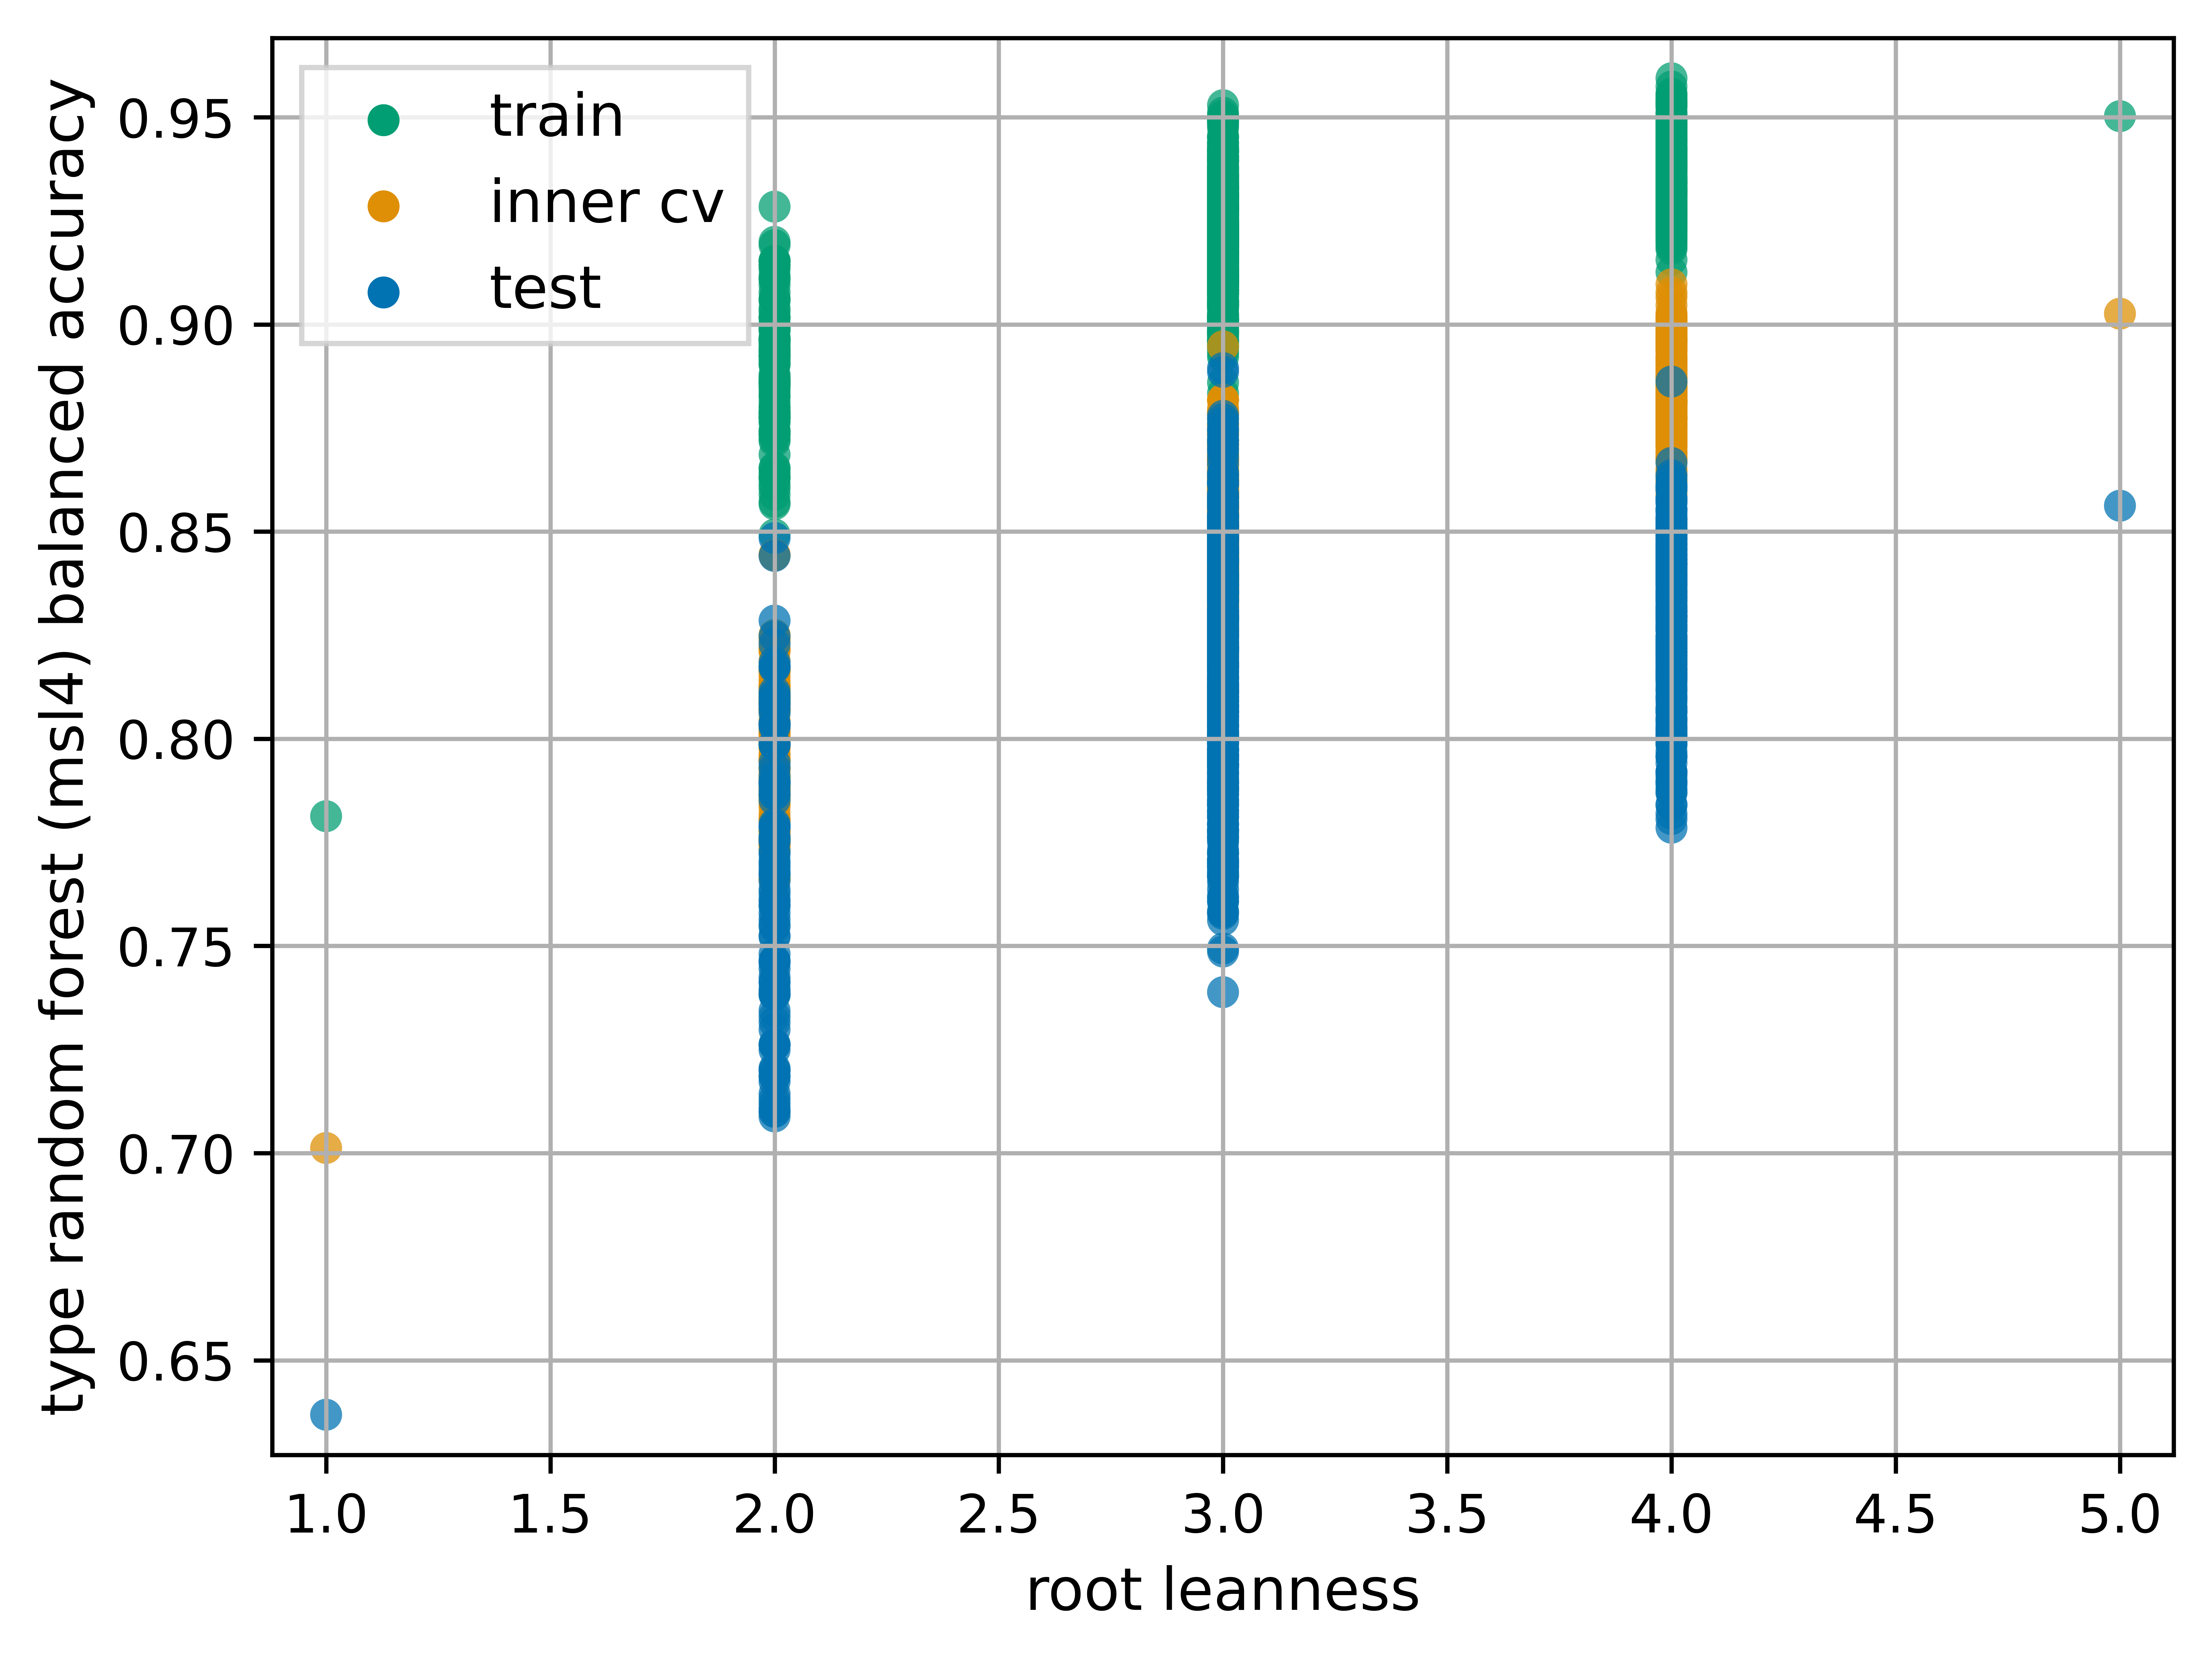 type random forest (msl4) balanced accuracy
0.95
0.90
0.85
0.80
0.75
0.70
0.65
train
inner cv
test
1.0 1.5 2.0 2.5 3.0 3.5 4.0 4.5 5.0
root leanness